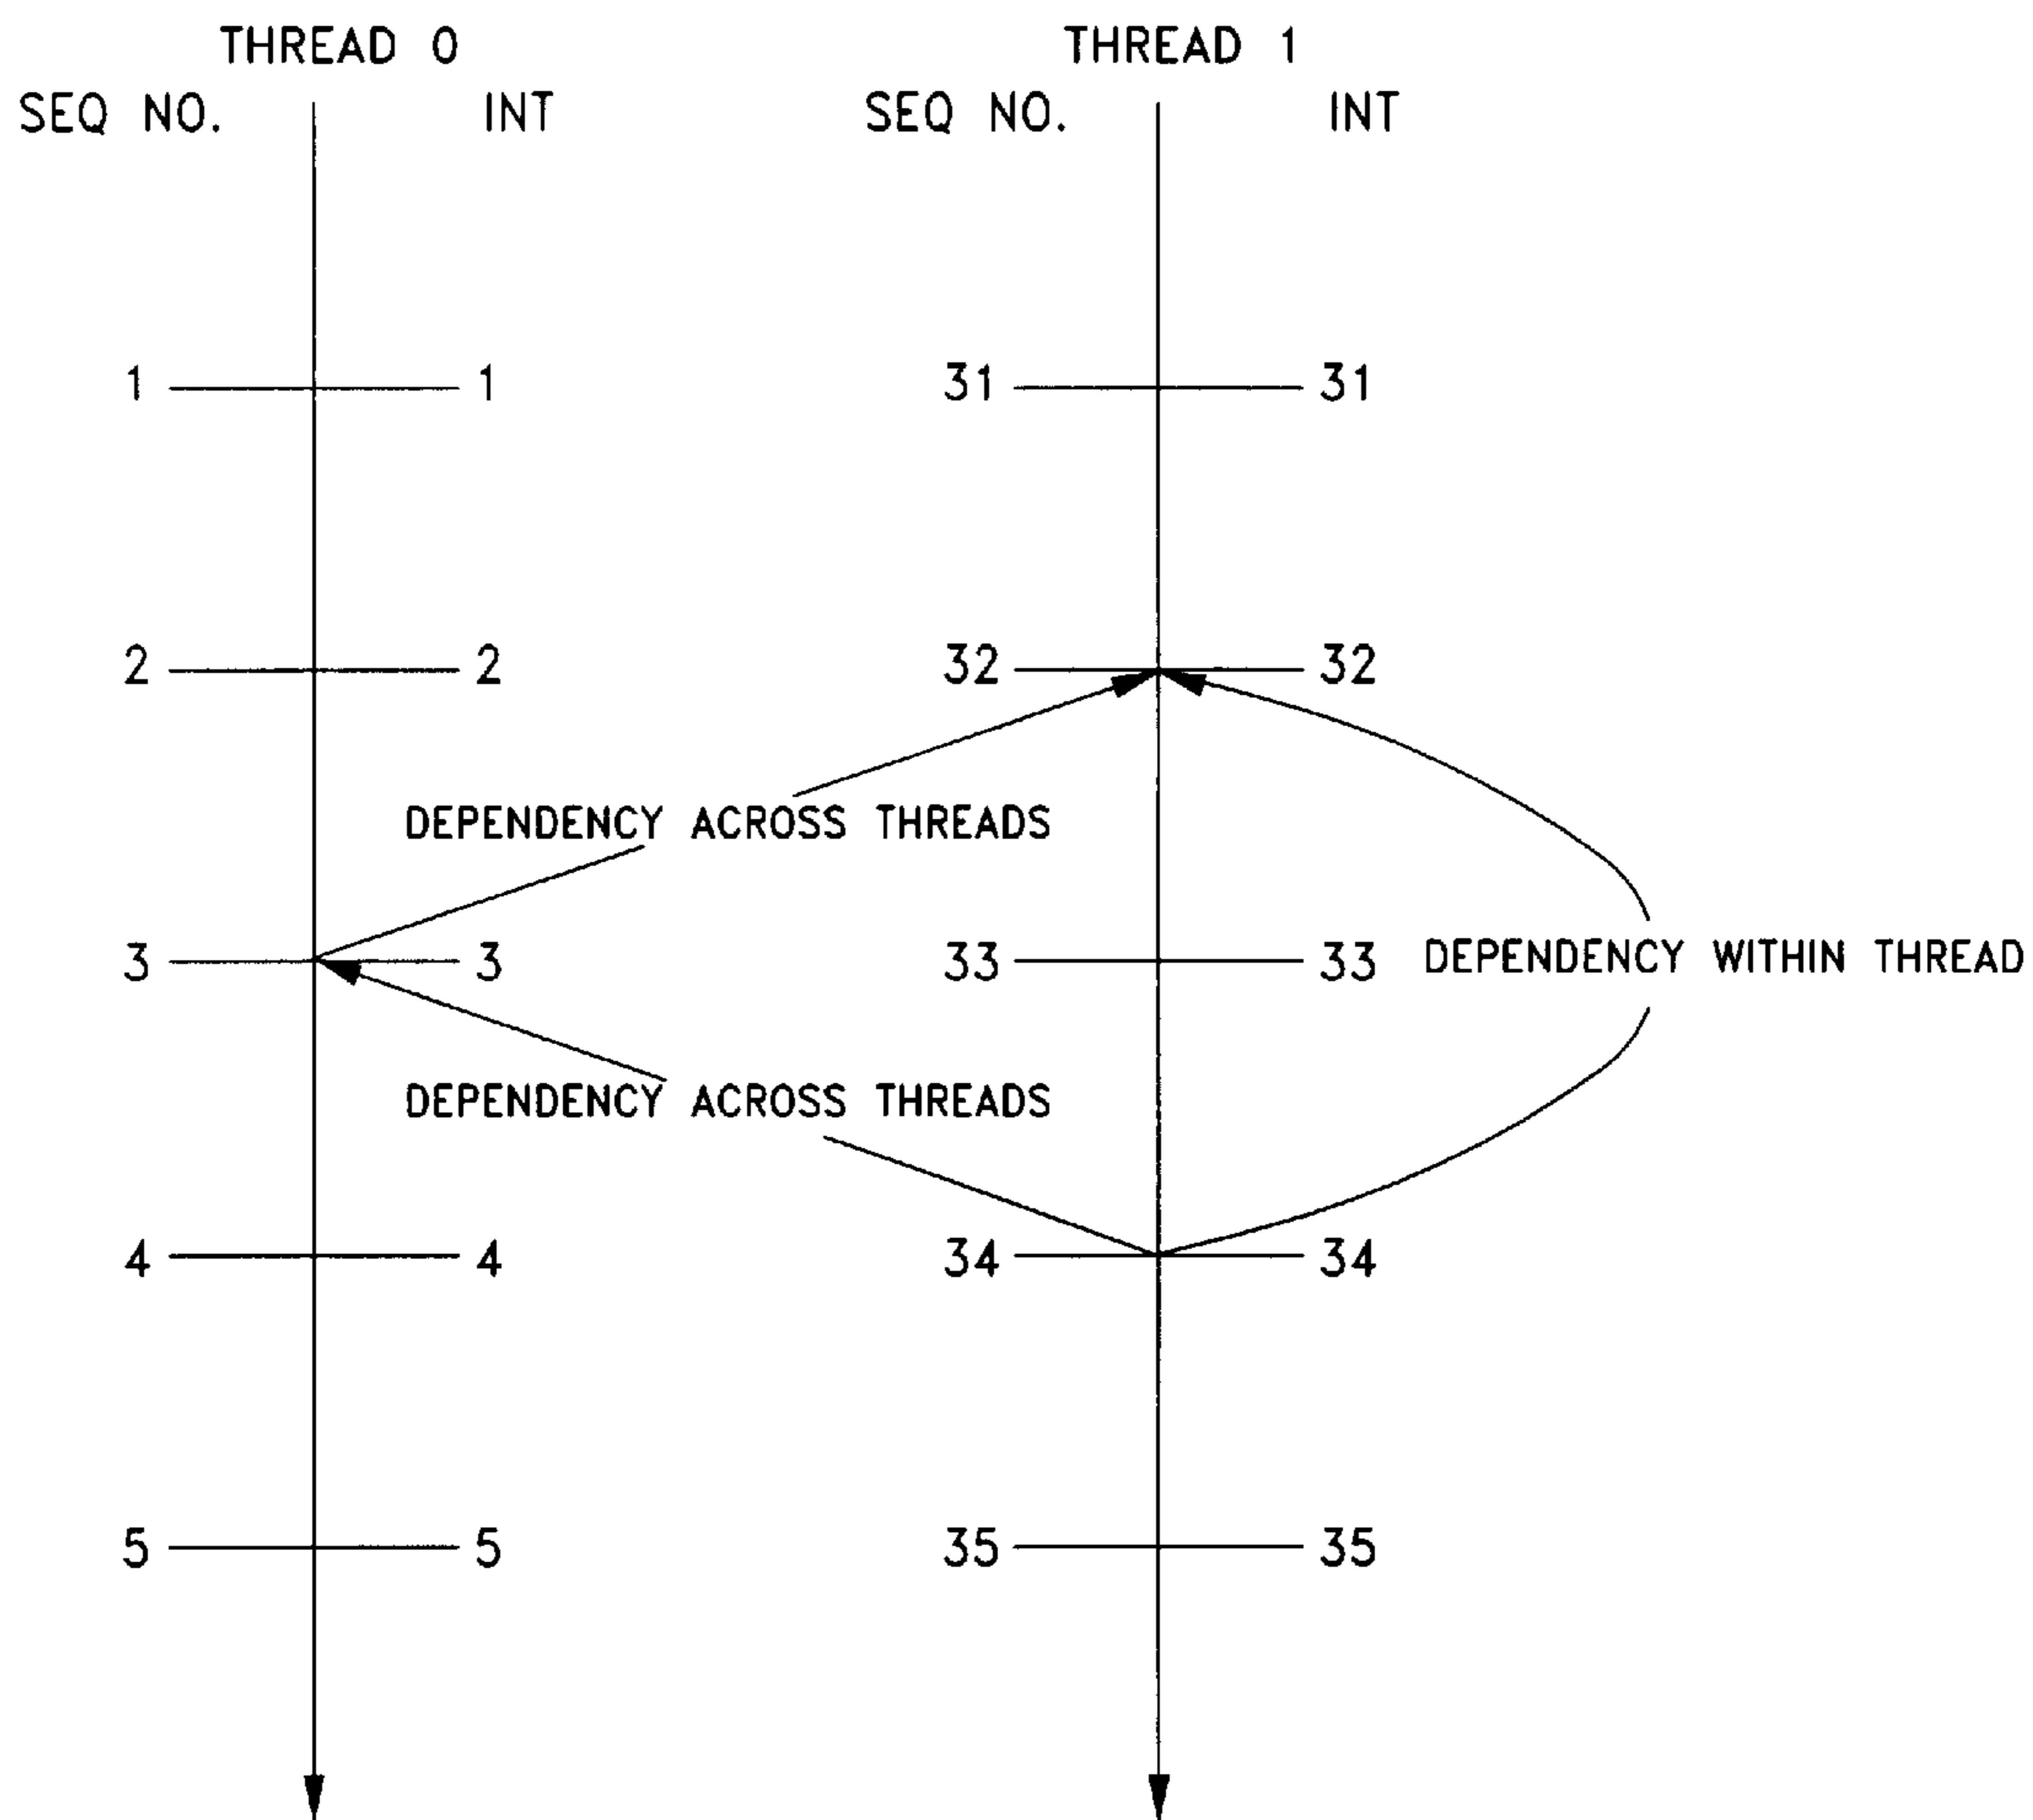 THREAD 0 THREAD 1
SEQ NO. INT SEQ NO. INT
1 1 31 31
2 2 32 32
DEPENDENCY ACROSS THREADS
3 3 33 33 DEPENDENCY WITHIN THREAD
DEPENDENCY ACROSS THREADS
4 4 34 34
5 5 35 35